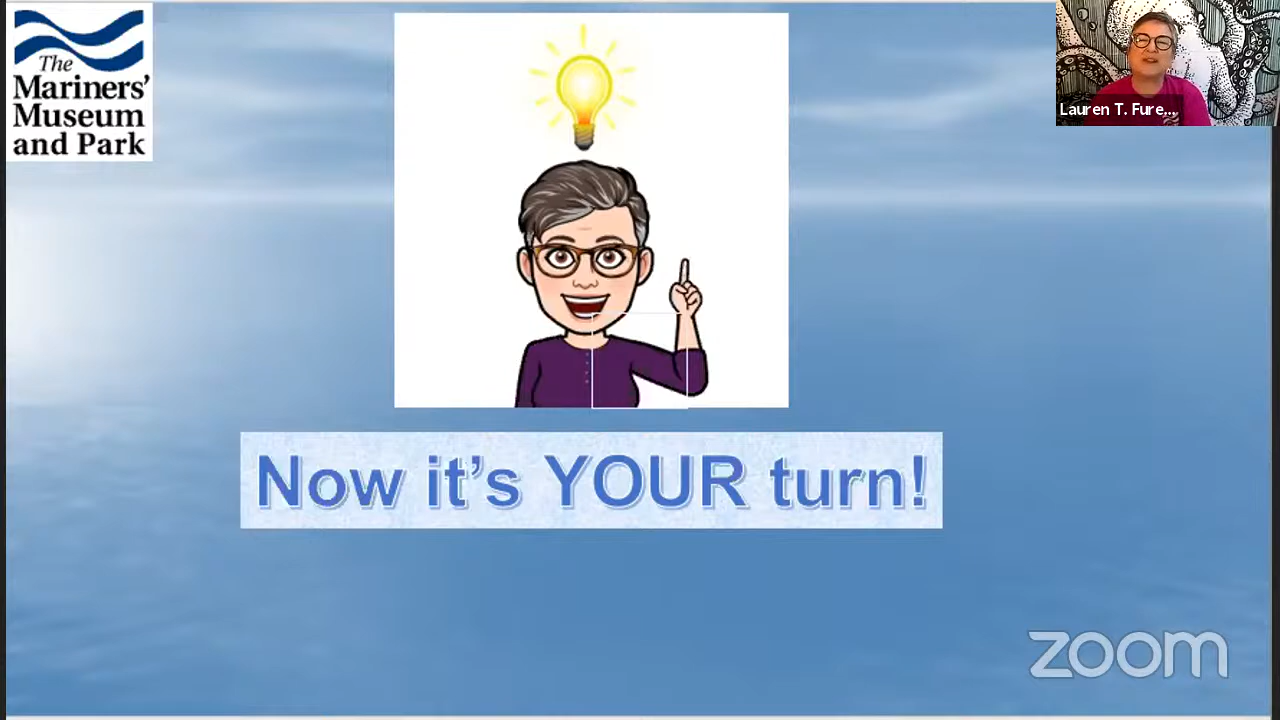 The
Mariners'
Museum
and Park
Lauren T. Fure...
Now it's YOUR turn!
zoom